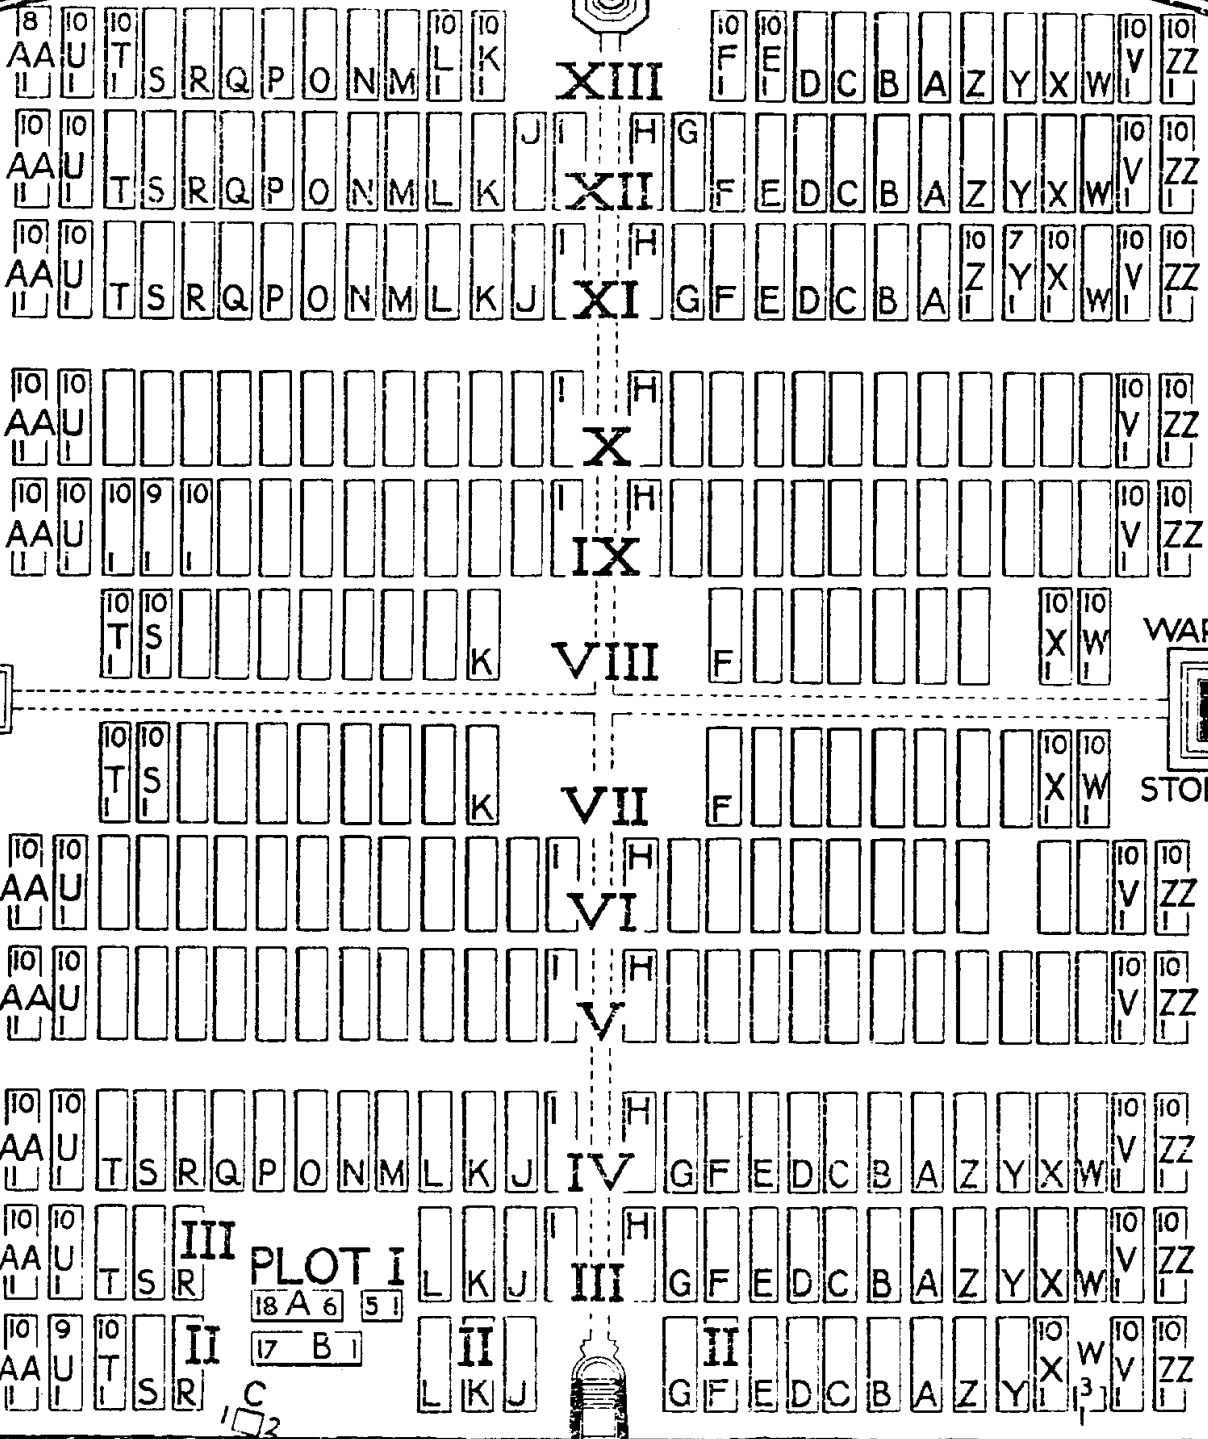 8 10 10 10 10 10 10 10 10
AA U T S R Q P O N M L K XIII F E D C B A Z Y X W V ZZ
1 1 1 1 1 1 1 1 1
10 10 J I H G 10 10
AA U T S R Q P O N M L K XII F E D C B A Z Y X W V ZZ
1 1 1 1
10 10 I H 10 7 10 10 10
AA U T S R Q P O N M L K J XI G F E D C B A Z Y X W V ZZ
1 1 1 1 1 1 1
10 10 I H 10 10
AA U X V ZZ
1 1 1 1
10 10 10 9 10 I H 10 10
AA U IX V ZZ
1 1 1 1 1 1 1
10 10 10 10
T S K VIII F X W WAR
1 1 1 1
10 10 10 10
T S K VII F X W STO
1 1 1 1
10 10 I H 10 10
AA U VI V ZZ
1 1 1 1
10 10 I H 10 10
AA U V V ZZ
1 1 1 1
10 10 I H 10 10
AA U T S R Q P O N M L K J IV G F E D C B A Z Y X W V ZZ
1 1 1 1
10 10 I H 10 10
AA U T S R III PLOT I L K J III G F E D C B A Z Y X W V ZZ
1 1 1 1
18 A 6 5 1
10 9 10 10 10 10
AA U T S R II 17 B 1 L K J II G F II E D C B A Z Y X W V ZZ
1 1 1 1 3 1 1
C
1 2 1